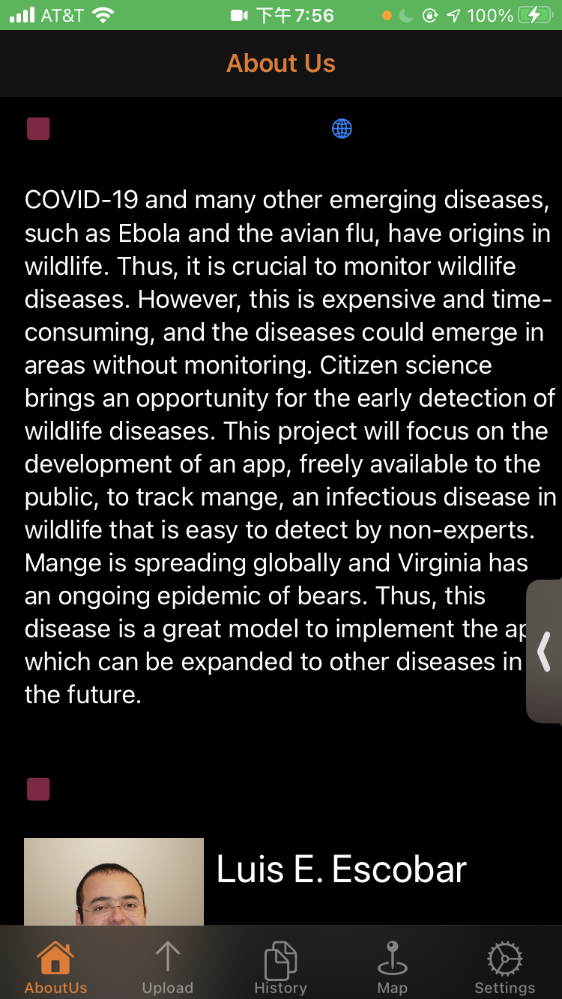 AT&T 下午7:56 100%
About Us
COVID-19 and many other emerging diseases,
such as Ebola and the avian flu, have origins in
wildlife. Thus, it is crucial to monitor wildlife
diseases. However, this is expensive and time-
consuming, and the diseases could emerge in
areas without monitoring. Citizen science
brings an opportunity for the early detection of
wildlife diseases. This project will focus on the
development of an app, freely available to the
public, to track mange, an infectious disease in
wildlife that is easy to detect by non-experts.
Mange is spreading globally and Virginia has
an ongoing epidemic of bears. Thus, this
disease is a great model to implement the
which can be expanded to other diseases in
the future.
Luis E. Escobar
AboutUs Upload History Map Settings